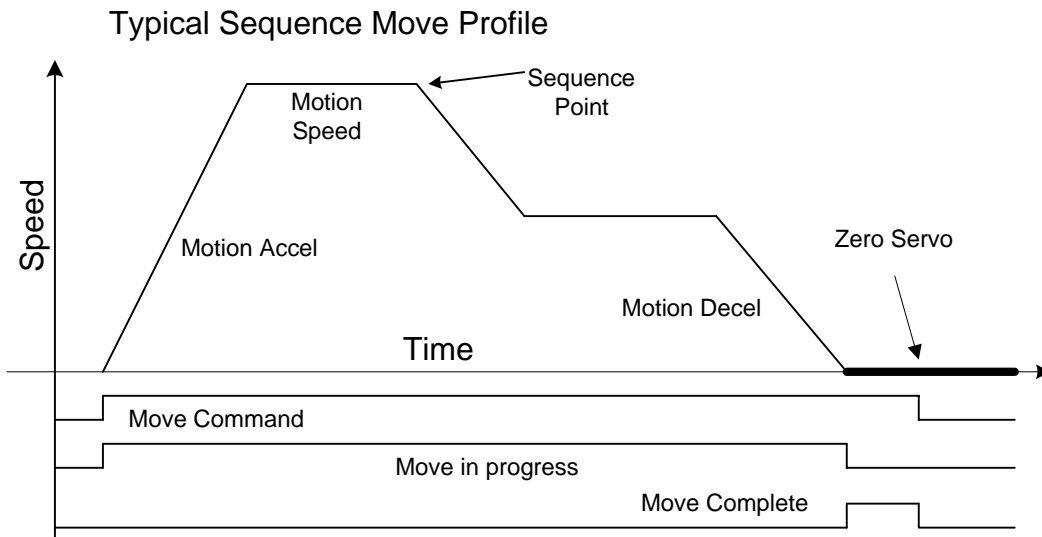 Typical Sequence Move Profile
Sequence
Point
Motion
Speed
Speed
Motion Accel
Zero Servo
Motion Decel
Time
Move Command
Move in progress
Move Complete